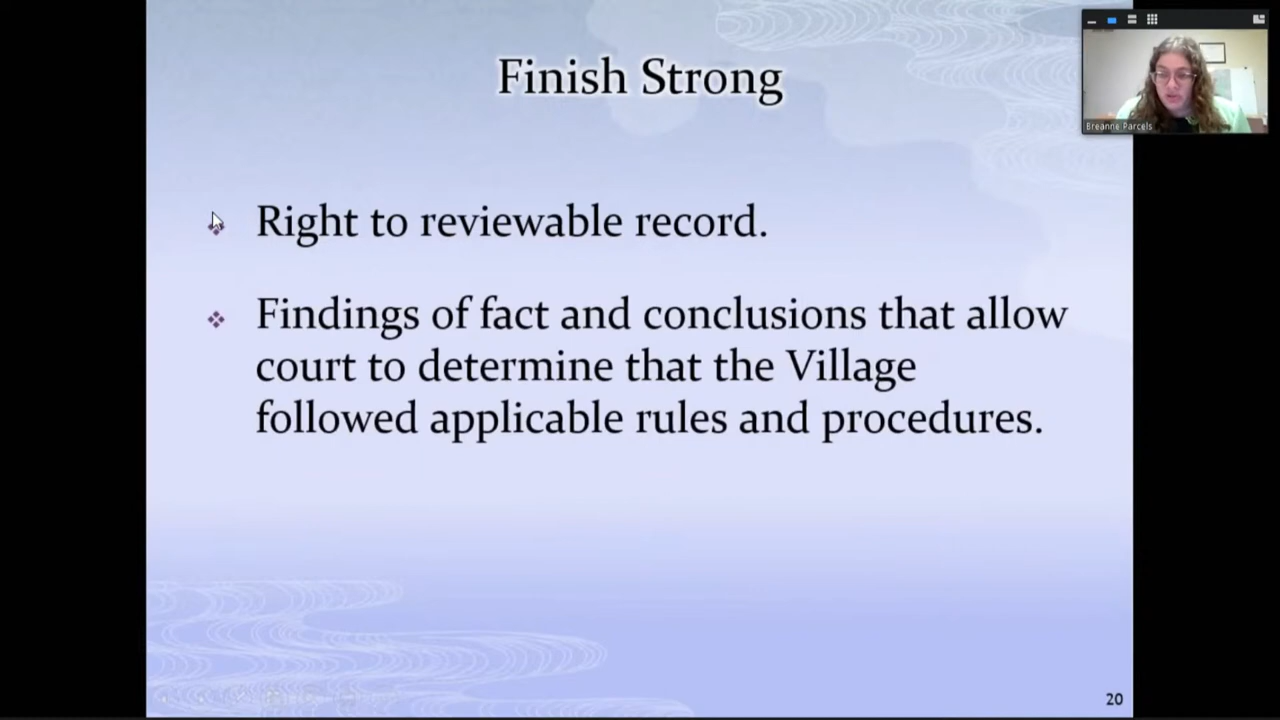 Finish Strong
Breanne Parcels
Right to reviewable record.
Findings of fact and conclusions that allow
court to determine that the Village
followed applicable rules and procedures.
20